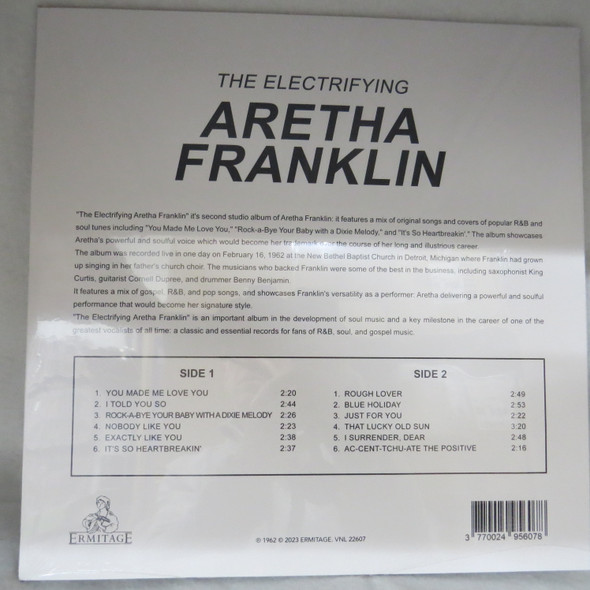 THE ELECTRIFYING
ARETHA
FRANKLIN
"The Electrifying Aretha Franklin" it's second studio album of Aretha Franklin: it features a mix of original songs and covers of popular R&B and
soul tunes including "You Made Me Love You," "Rock-a-Bye Your Baby with a Dixie Melody," and "It's So Heartbreakin'." The album showcases
Aretha's powerful and soulful voice which would become her trademark over the course of her long and illustrious career.
The album was recorded live in one day on February 16, 1962 at the New Bethel Baptist Church in Detroit, Michigan where Franklin had grown
up singing in her father's church choir. The musicians who backed Franklin were some of the best in the business, including saxophonist King
Curtis, guitarist Cornell Dupree, and drummer Benny Benjamin.
It features a mix of gospel, R&B, and pop songs, and showcases Franklin's versatility as a performer: Aretha delivering a powerful and soulful
performance that would become her signature style.
"The Electrifying Aretha Franklin" is an important album in the development of soul music and a key milestone in the career of one of the
greatest vocalists of all time: a classic and essential records for fans of R&B, soul, and gospel music.
SIDE 1
1. YOU MADE ME LOVE YOU 2:20
2. I TOLD YOU SO 2:44
3. ROCK-A-BYE YOUR BABY WITH A DIXIE MELODY 2:26
4. NOBODY LIKE YOU 2:23
5. EXACTLY LIKE YOU 2:38
6. IT'S SO HEARTBREAKIN' 2:37
SIDE 2
1. ROUGH LOVER 2:49
2. BLUE HOLIDAY 2:53
3. JUST FOR YOU 2:22
4. THAT LUCKY OLD SUN 3:20
5. I SURRENDER, DEAR 2:48
6. AC-CENT-TCHU-ATE THE POSITIVE 2:16
ERMITAGE
© 1962 © 2023 ERMITAGE. VNL 22607
3 770024 956078